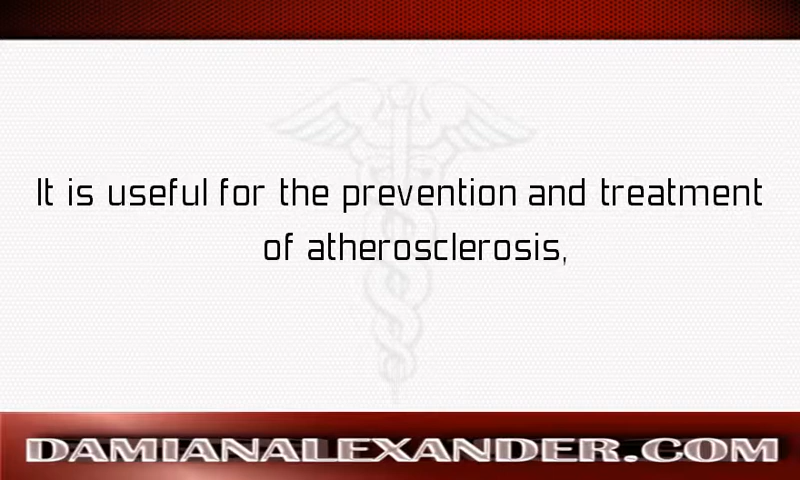 It is useful for the prevention and treatment
of atherosclerosis,
DAMIANALEXANDER.COM